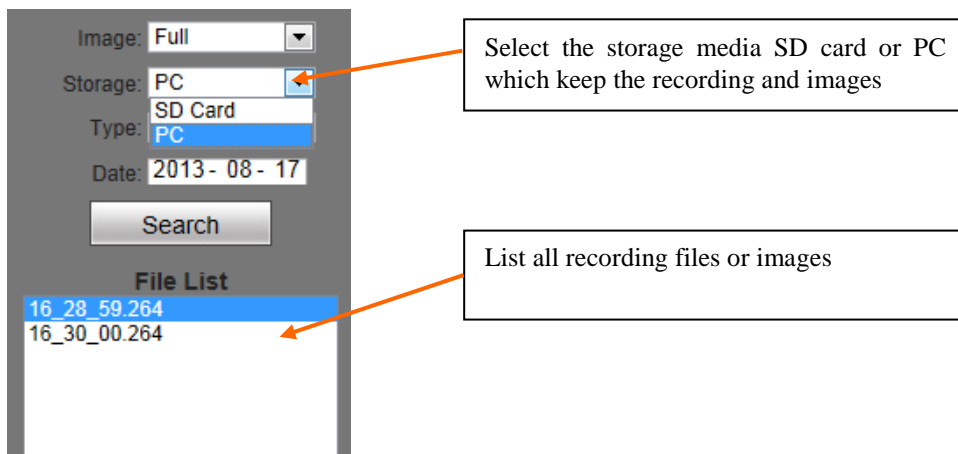 Image: Full
Storage: PC
SD Card
Type: PC
Date: 2013 - 08 - 17
Search
File List
16_28_59.264
16_30_00.264
Select the storage media SD card or PC
which keep the recording and images
List all recording files or images